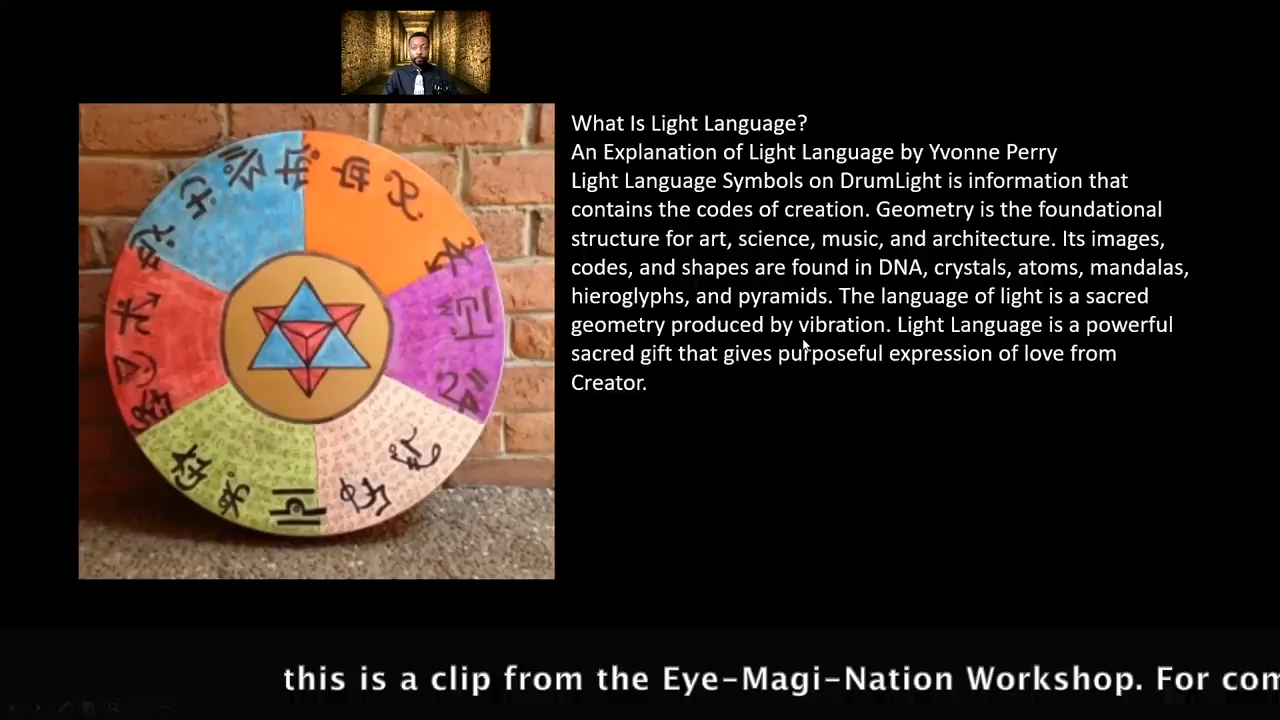 What Is Light Language?
An Explanation of Light Language by Yvonne Perry
Light Language Symbols on DrumLight is information that
contains the codes of creation. Geometry is the foundational
structure for art, science, music, and architecture. Its images,
codes, and shapes are found in DNA, crystals, atoms, mandalas,
hieroglyphs, and pyramids. The language of light is a sacred
geometry produced by vibration. Light Language is a powerful
sacred gift that gives purposeful expression of love from
Creator.
this is a clip from the Eye-Magi-Nation Workshop. For com